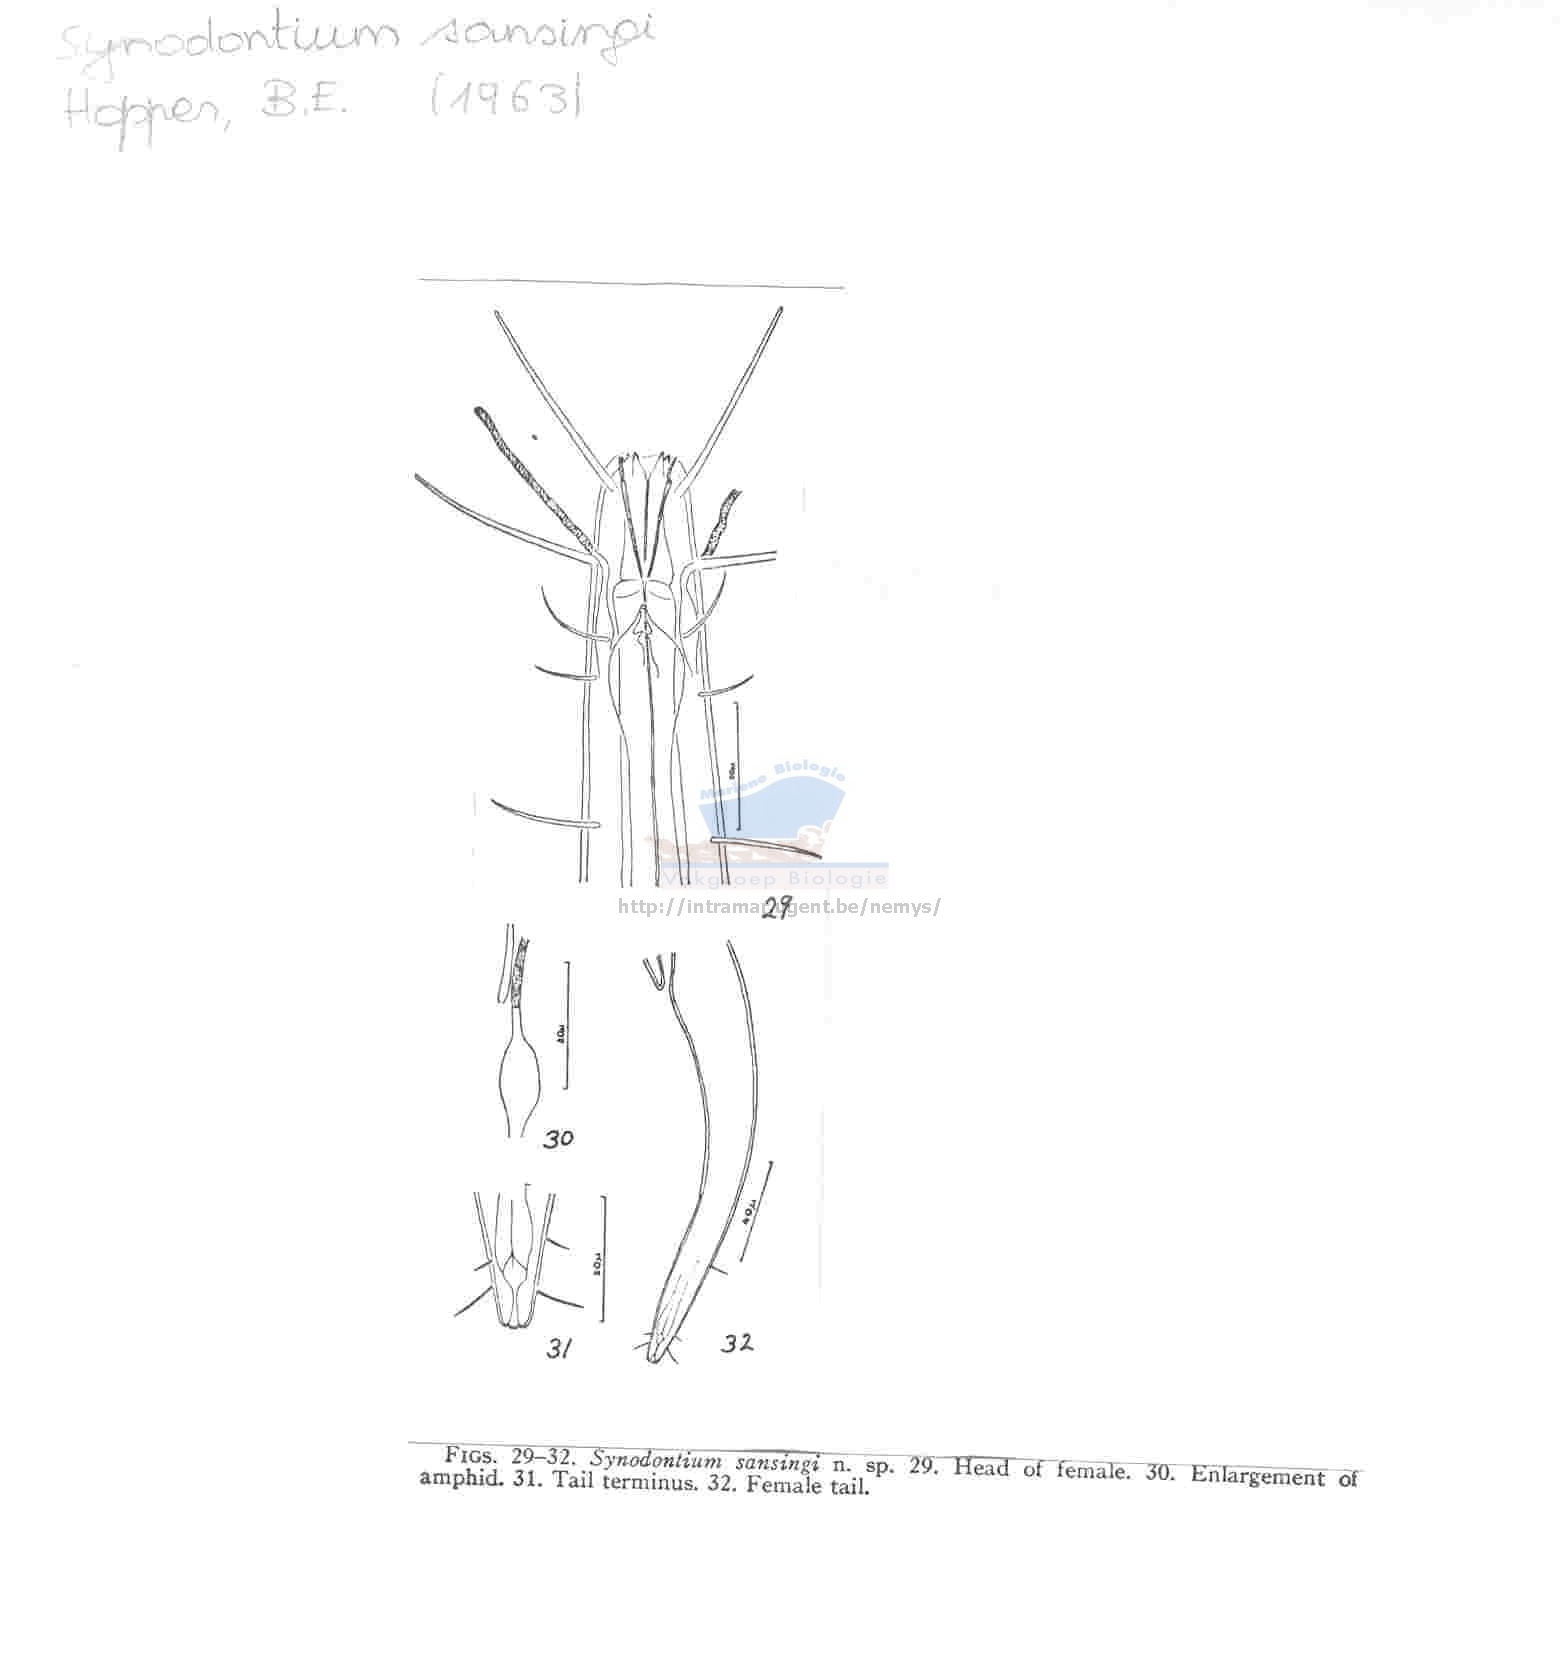 Synodontium sansingi
Hopper, B.E. (1963)
20μ
Mariene Biologie
Vakgroep Biologie
http://intramar.ugent.be/nemys/
29
20μ
30
20μ
40μ
31
32
FIGS. 29–32. Synodontium sansingi n. sp. 29. Head of female. 30. Enlargement of
amphid. 31. Tail terminus. 32. Female tail.